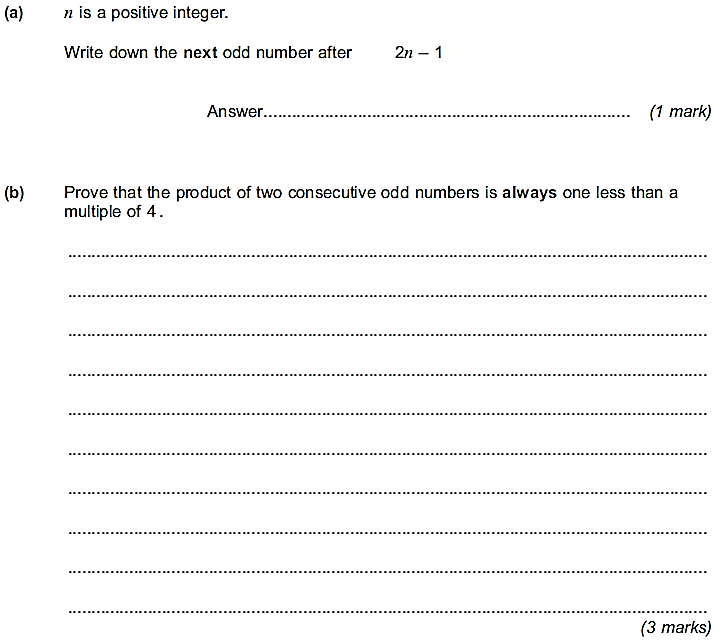 (a) n is a positive integer.
Write down the next odd number after 2n – 1
Answer.............................................................................. (1 mark)
(b) Prove that the product of two consecutive odd numbers is always one less than a
multiple of 4.
(3 marks)